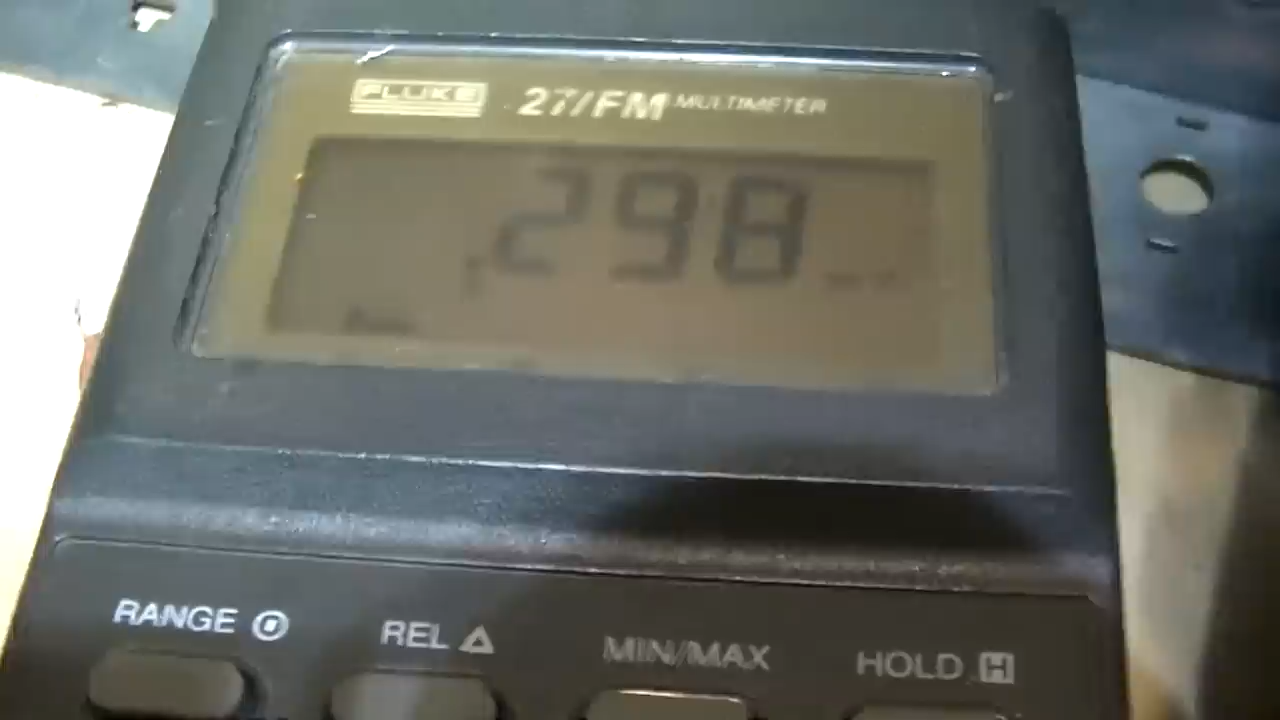 FLUKE 27/FM MULTIMETER
.298
RANGE
REL △
MIN/MAX
HOLD H